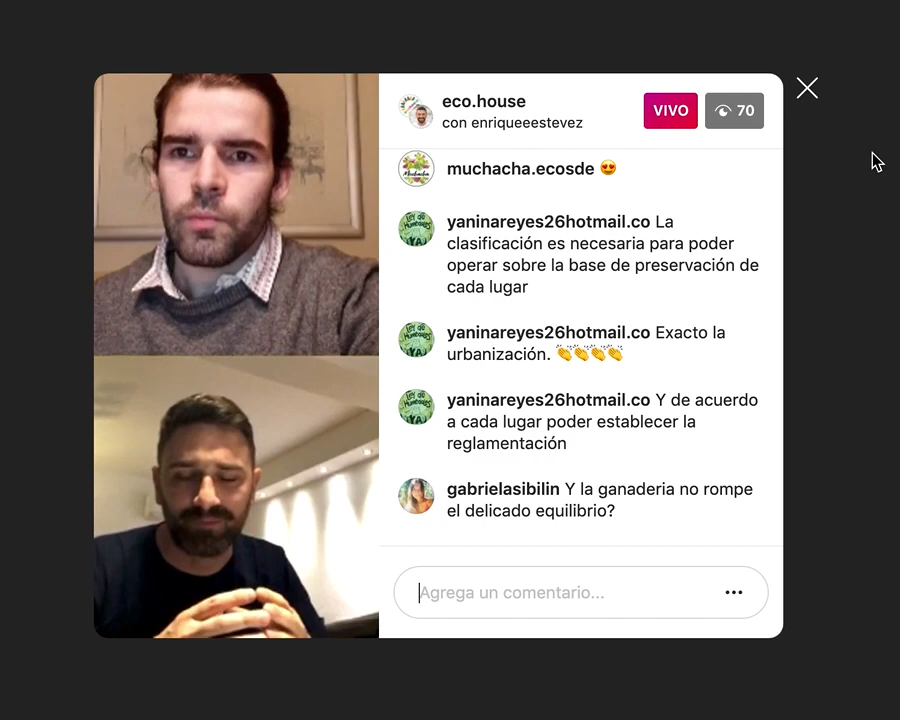 eco.house
con enriqueeestevez
VIVO
70
muchacha.ecosde 😍
yaninareyes26hotmail.co La
clasificación es necesaria para poder
operar sobre la base de preservación de
cada lugar
yaninareyes26hotmail.co Exacto la
urbanización. 👏👏👏👏
yaninareyes26hotmail.co Y de acuerdo
a cada lugar poder establecer la
reglamentación
gabrielasibilin Y la ganaderia no rompe
el delicado equilibrio?
Agrega un comentario...